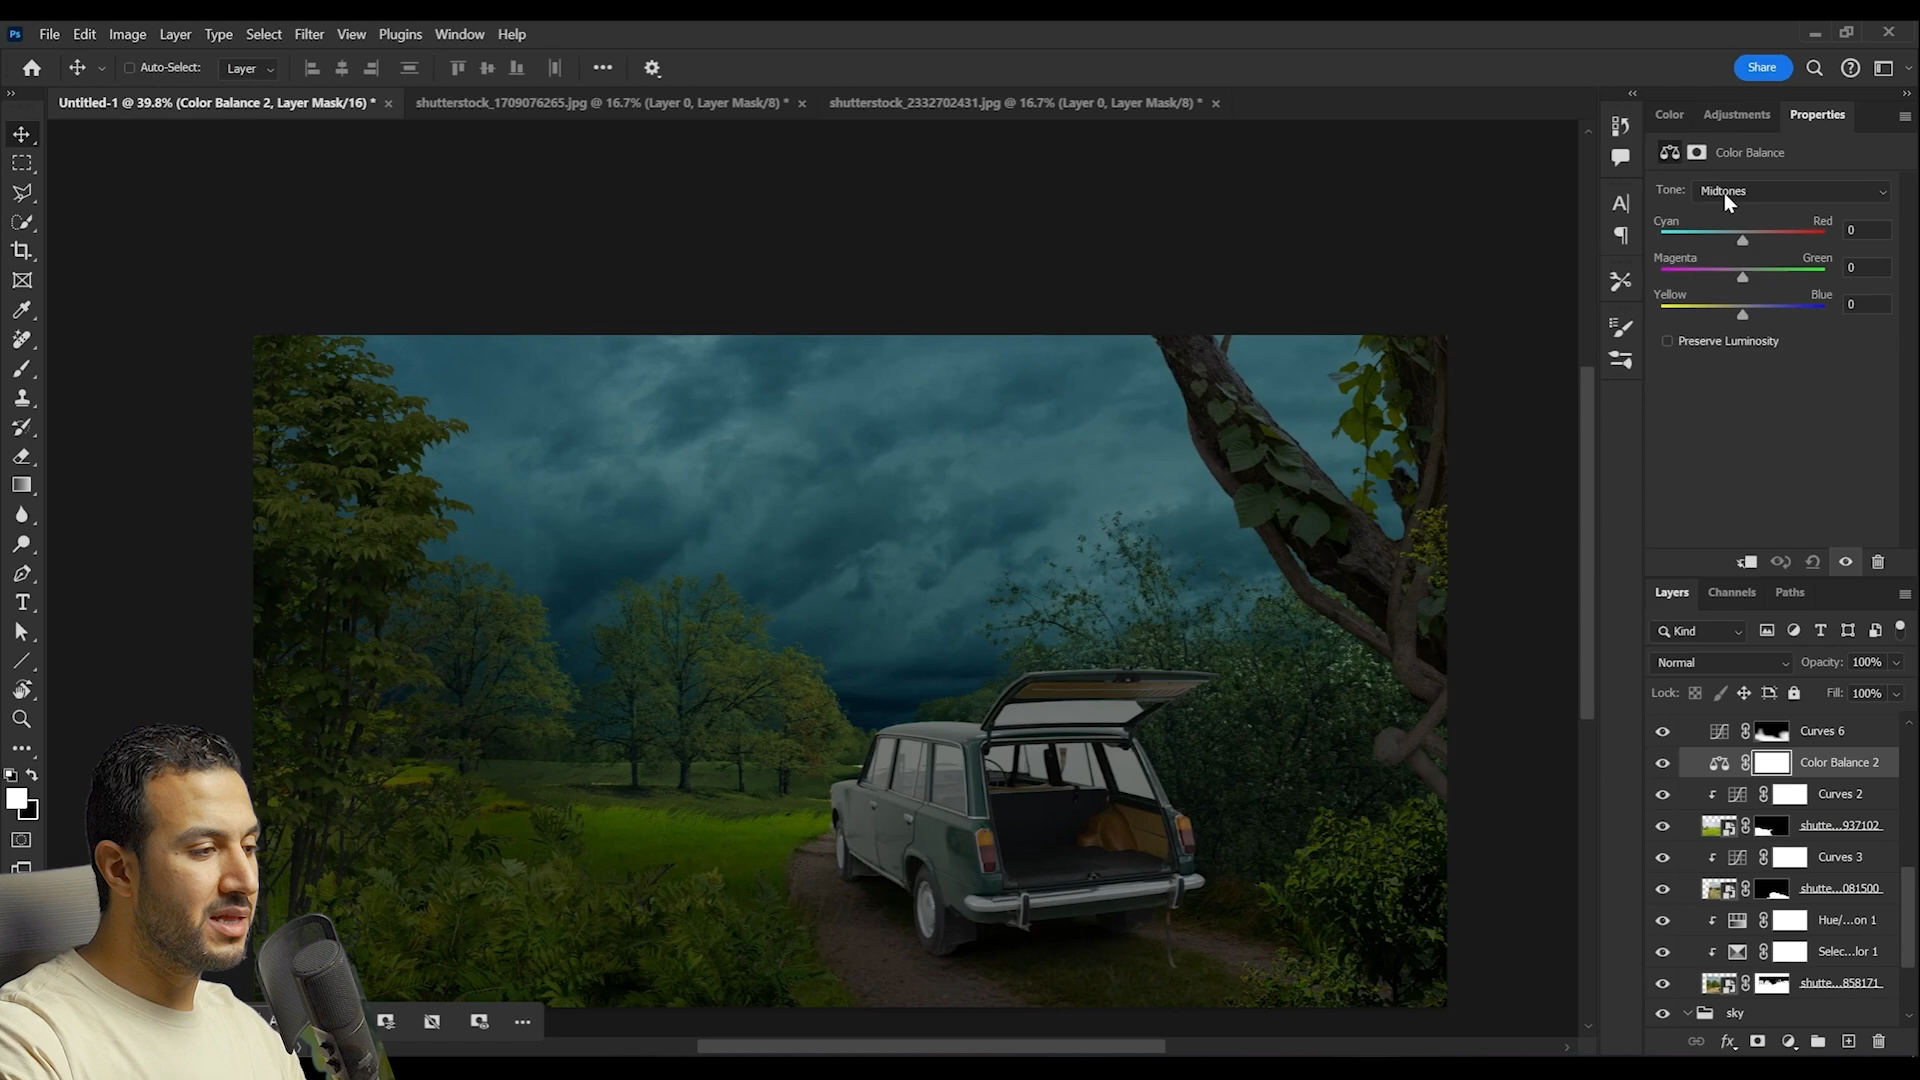 Ps File Edit Image Layer Type Select Filter View Plugins Window Help
Auto-Select: Layer Share
Untitled-1 @ 39.8% (Color Balance 2, Layer Mask/16) * shutterstock_1709076265.jpg @ 16.7% (Layer 0, Layer Mask/8) * shutterstock_2332702431.jpg @ 16.7% (Layer 0, Layer Mask/8) *
Color Adjustments Properties
Color Balance
Tone: Midtones
Cyan Red 0
Magenta Green 0
Yellow Blue 0
Preserve Luminosity
Layers Channels Paths
Kind
Normal Opacity: 100%
Lock: Fill: 100%
Curves 6
Color Balance 2
Curves 2
shutte...937102
Curves 3
shutte...081500
Hue/...on 1
Selec...lor 1
shutte...858171
sky
fx